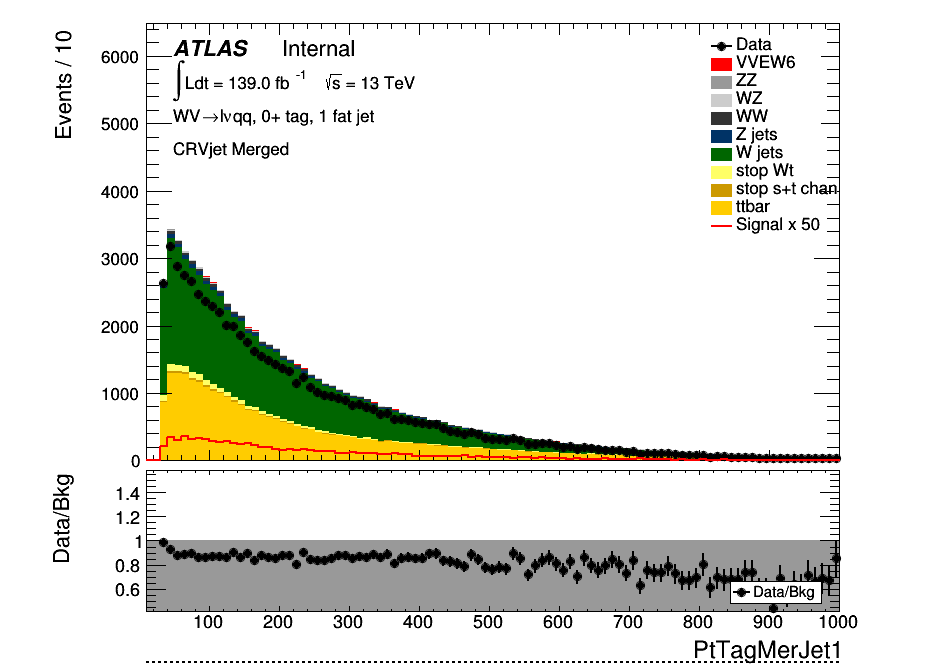 Events / 10
6000
5000
4000
3000
2000
1000
0
ATLAS Internal
∫Ldt = 139.0 fb⁻¹ √s = 13 TeV
WV→lνqq, 0+ tag, 1 fat jet
CRVjet Merged
Data
VVEW6
ZZ
WZ
WW
Z jets
W jets
stop Wt
stop s+t chan
ttbar
Signal x 50
Data/Bkg
1.4
1.2
1
0.8
0.6
Data/Bkg
100 200 300 400 500 600 700 800 900 1000
PtTagMerJet1